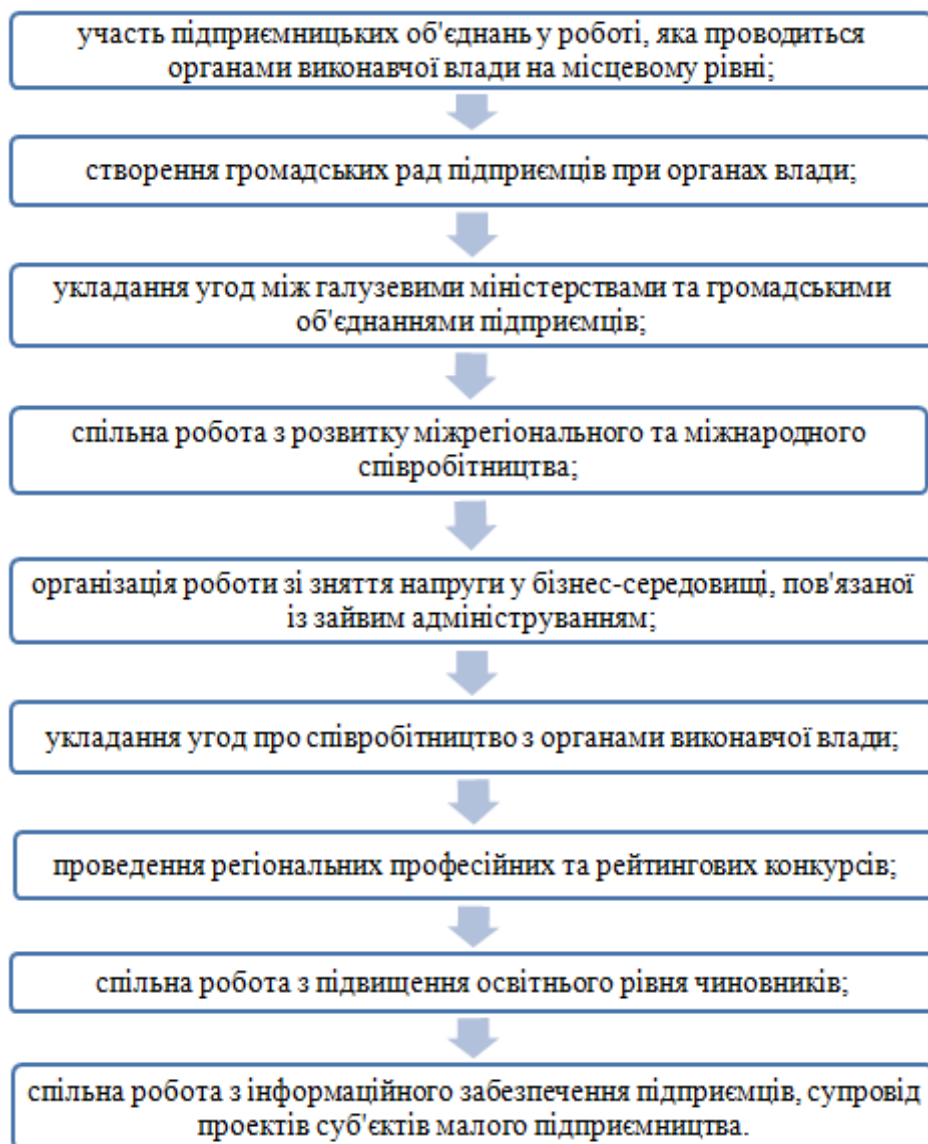 участь підприємницьких об'єднань у роботі, яка проводиться
органами виконавчої влади на місцевому рівні;
створення громадських рад підприємців при органах влади;
укладання угод між галузевими міністерствами та громадськими
об'єднаннями підприємців;
спільна робота з розвитку міжрегіонального та міжнародного
співробітництва;
організація роботи зі зняття напруги у бізнес-середовищі, пов'язаної
із зайвим адмініструванням;
укладання угод про співробітництво з органами виконавчої влади;
проведення регіональних професійних та рейтингових конкурсів;
спільна робота з підвищення освітнього рівня чиновників;
спільна робота з інформаційного забезпечення підприємців, супровід
проектів суб'єктів малого підприємництва.